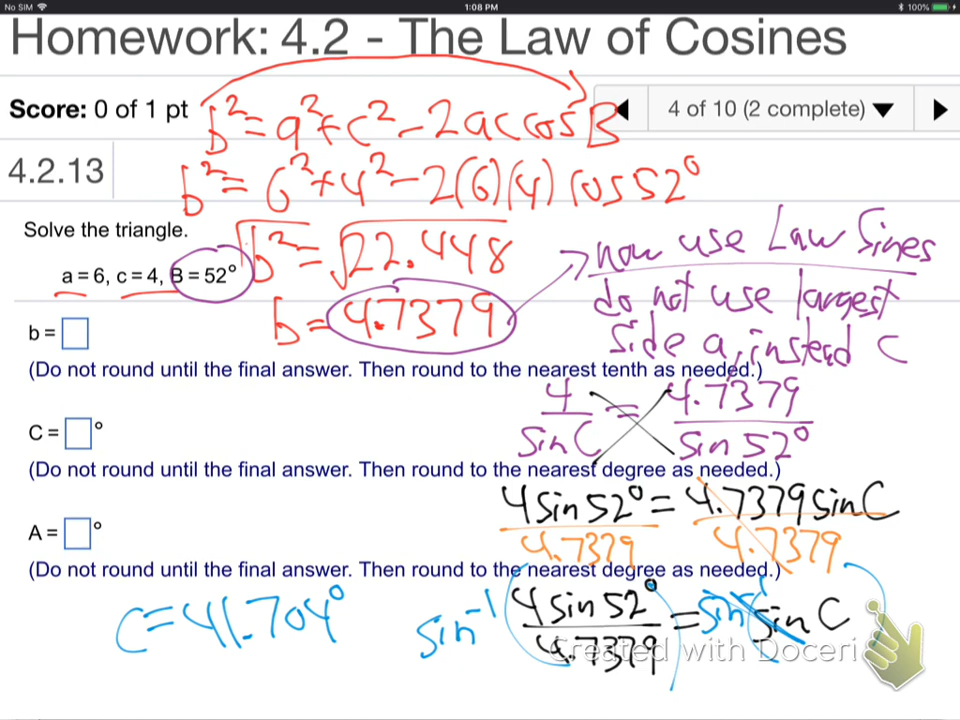 No SIM 1:08 PM 100%
Homework: 4.2 - The Law of Cosines
Score: 0 of 1 pt
4 of 10 (2 complete)
b² = a² + c² - 2ac cos B
4.2.13
b² = 6² + 4² - 2(6)(4) cos 52°
Solve the triangle.
√b² = √22.448
a = 6, c = 4, B = 52°
b = 4.7379
now use Law Sines
do not use largest
side a, instead c
b =
(Do not round until the final answer. Then round to the nearest tenth as needed.)
4/sin C = 4.7379/sin 52°
C = °
(Do not round until the final answer. Then round to the nearest degree as needed.)
4 sin 52° = 4.7379 sin C
4.7379 4.7379
A = °
(Do not round until the final answer. Then round to the nearest degree as needed.)
sin⁻¹(4 sin 52°/4.7379) = sin⁻¹ sin C
C = 41.704°
Created with Doceri